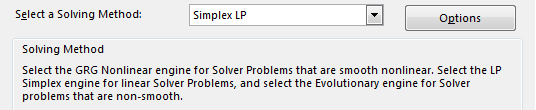 Select a Solving Method: Simplex LP Options
Solving Method
Select the GRG Nonlinear engine for Solver Problems that are smooth nonlinear. Select the LP
Simplex engine for linear Solver Problems, and select the Evolutionary engine for Solver
problems that are non-smooth.